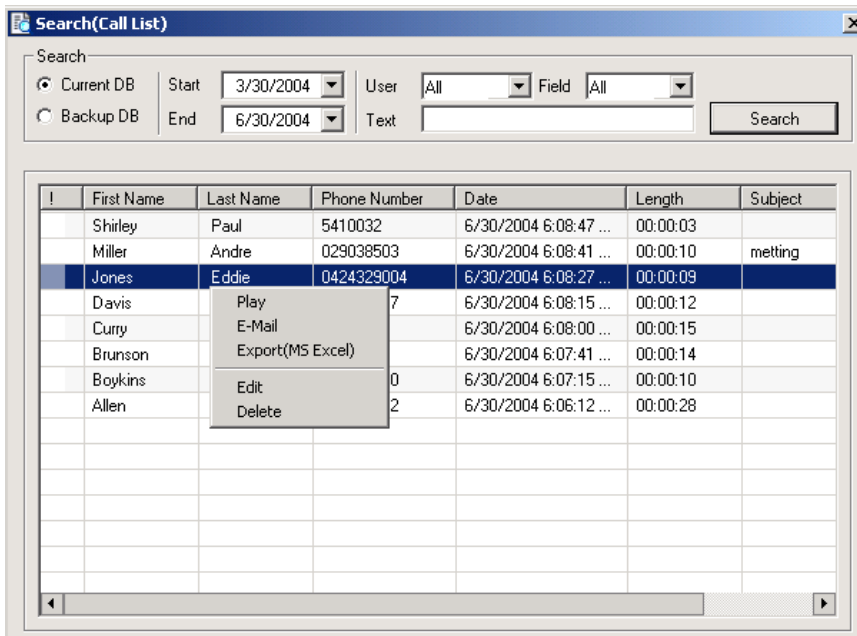 Search(Call List)
Search
Current DB Start 3/30/2004 User All Field All
Backup DB End 6/30/2004 Text Search
! First Name Last Name Phone Number Date Length Subject
Shirley Paul 5410032 6/30/2004 6:08:47 ... 00:00:03
Miller Andre 029038503 6/30/2004 6:08:41 ... 00:00:10 metting
Jones Eddie 0424329004 6/30/2004 6:08:27 ... 00:00:09
Davis 7 6/30/2004 6:08:15 ... 00:00:12
Curry 6/30/2004 6:08:00 ... 00:00:15
Brunson 6/30/2004 6:07:41 ... 00:00:14
Boykins 0 6/30/2004 6:07:15 ... 00:00:10
Allen 2 6/30/2004 6:06:12 ... 00:00:28
Play
E-Mail
Export(MS Excel)
Edit
Delete